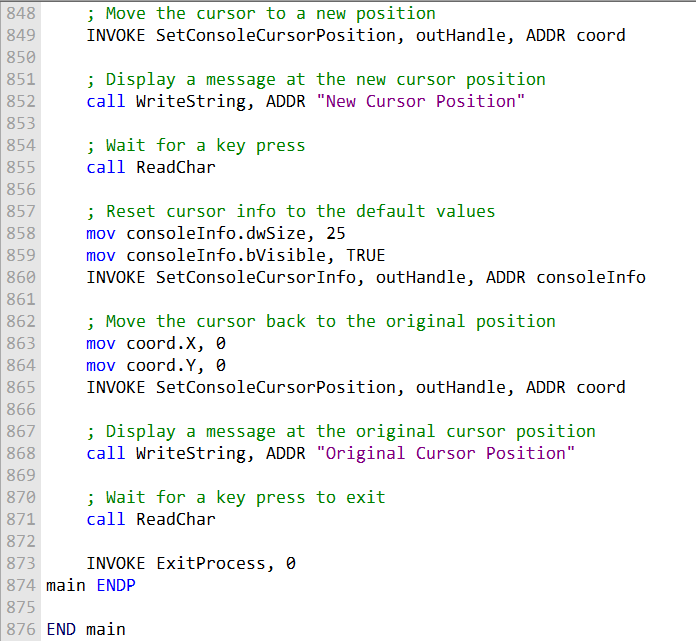 848     ; Move the cursor to a new position
849     INVOKE SetConsoleCursorPosition, outHandle, ADDR coord
850
851     ; Display a message at the new cursor position
852     call WriteString, ADDR "New Cursor Position"
853
854     ; Wait for a key press
855     call ReadChar
856
857     ; Reset cursor info to the default values
858     mov consoleInfo.dwSize, 25
859     mov consoleInfo.bVisible, TRUE
860     INVOKE SetConsoleCursorInfo, outHandle, ADDR consoleInfo
861
862     ; Move the cursor back to the original position
863     mov coord.X, 0
864     mov coord.Y, 0
865     INVOKE SetConsoleCursorPosition, outHandle, ADDR coord
866
867     ; Display a message at the original cursor position
868     call WriteString, ADDR "Original Cursor Position"
869
870     ; Wait for a key press to exit
871     call ReadChar
872
873     INVOKE ExitProcess, 0
874 main ENDP
875
876 END main